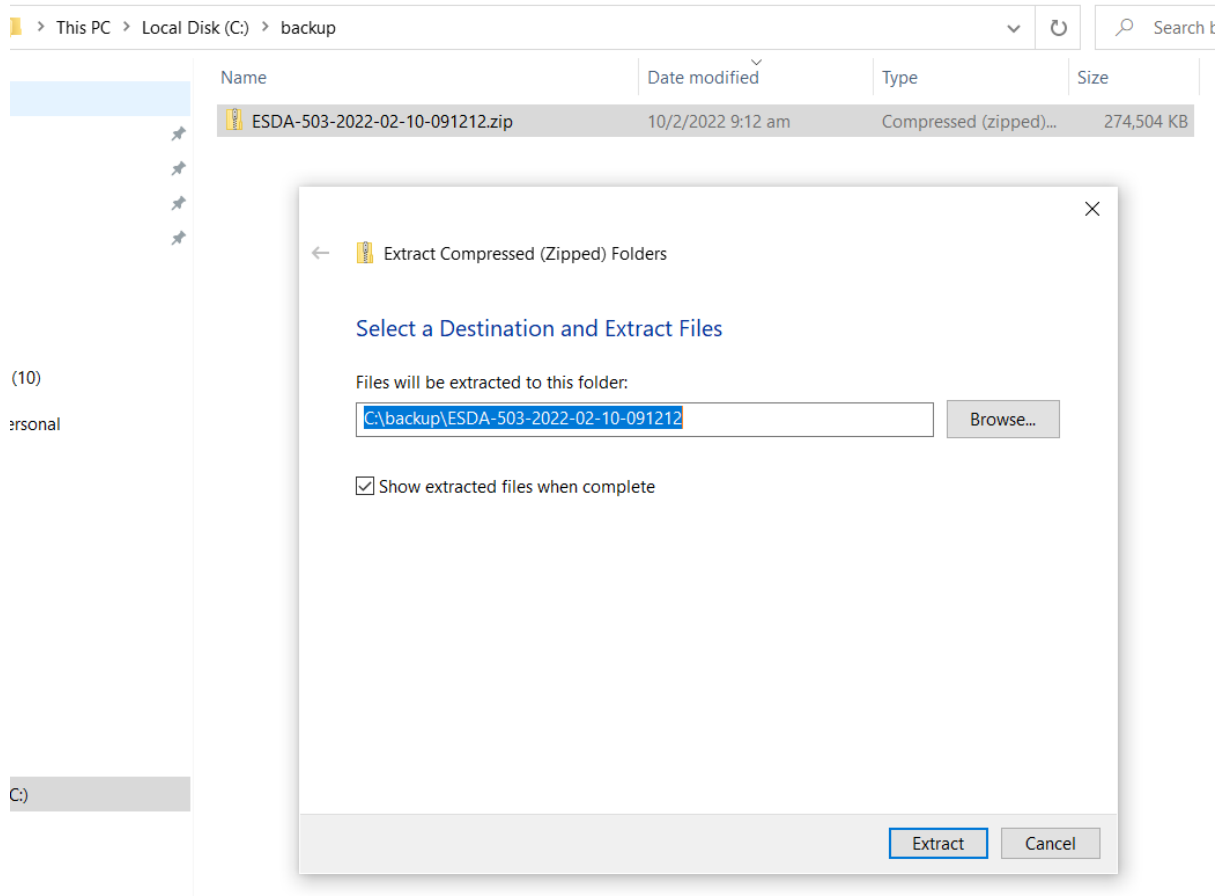 This PC > Local Disk (C:) > backup
Search
Name Date modified Type Size
ESDA-503-2022-02-10-091212.zip 10/2/2022 9:12 am Compressed (zipped)... 274,504 KB
Extract Compressed (Zipped) Folders
Select a Destination and Extract Files
(10)
Files will be extracted to this folder:
C:\backup\ESDA-503-2022-02-10-091212
Browse...
ersonal
Show extracted files when complete
C:)
Extract Cancel